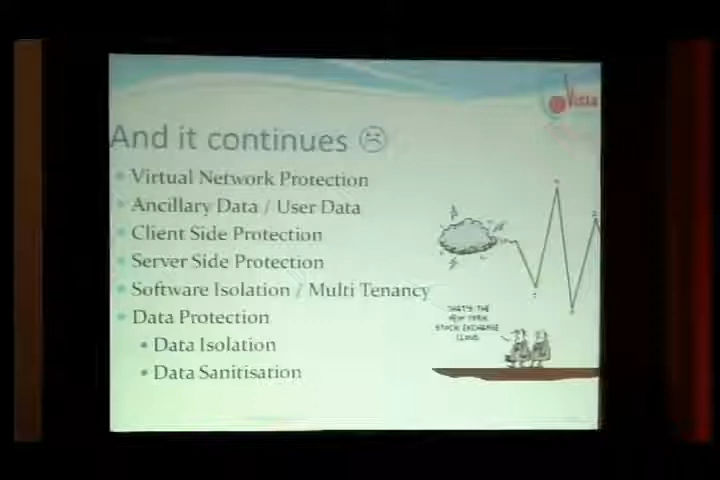 Vista
And it continues ☹
Virtual Network Protection
Ancillary Data / User Data
Client Side Protection
Server Side Protection
Software Isolation / Multi Tenancy
Data Protection
Data Isolation
Data Sanitisation
THAT'S THE
NEW YORK
STOCK EXCHANGE
CLOUD